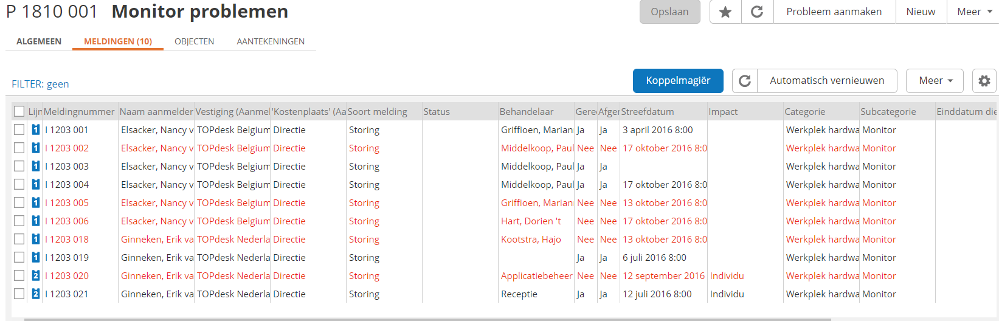 P 1810 001 Monitor problemen Opslaan Probleem aanmaken Nieuw Meer
ALGEMEEN MELDINGEN (10) OBJECTEN AANTEKENINGEN
FILTER: geen Koppelmagiër Automatisch vernieuwen Meer
Lijn Meldingnummer Naam aanmelder Vestiging (Aanmel 'Kostenplaats' (Aa Soort melding Status Behandelaar Geree Afger Streefdatum Impact Categorie Subcategorie Einddatum die
1 I 1203 001 Elsacker, Nancy v TOPdesk Belgium Directie Storing Griffioen, Marian Ja Ja 3 april 2016 8:00 Werkplek hardwa Monitor
1 I 1203 002 Elsacker, Nancy v TOPdesk Belgium Directie Storing Middelkoop, Paul Nee Nee 17 oktober 2016 8:0 Werkplek hardwa Monitor
1 I 1203 003 Elsacker, Nancy v TOPdesk Belgium Directie Storing Middelkoop, Paul Ja Ja Werkplek hardwa Monitor
1 I 1203 004 Elsacker, Nancy v TOPdesk Belgium Directie Storing Middelkoop, Paul Ja Ja 17 oktober 2016 8:0 Werkplek hardwa Monitor
1 I 1203 005 Elsacker, Nancy v TOPdesk Belgium Directie Storing Griffioen, Marian Nee Nee 13 oktober 2016 8:0 Werkplek hardwa Monitor
1 I 1203 006 Elsacker, Nancy v TOPdesk Belgium Directie Storing Hart, Dorien 't Nee Nee 17 oktober 2016 8:0 Werkplek hardwa Monitor
1 I 1203 018 Ginneken, Erik va TOPdesk Nederla Directie Storing Kootstra, Hajo Nee Nee 13 oktober 2016 8:0 Werkplek hardwa Monitor
1 I 1203 019 Ginneken, Erik va TOPdesk Nederla Directie Storing Ja Ja 6 juli 2016 8:00 Werkplek hardwa Monitor
2 I 1203 020 Ginneken, Erik va TOPdesk Nederla Directie Storing Applicatiebeheer Nee Nee 12 september 2016 Individu Werkplek hardwa Monitor
2 I 1203 021 Ginneken, Erik va TOPdesk Nederla Directie Storing Receptie Ja Ja 12 juli 2016 8:00 Individu Werkplek hardwa Monitor